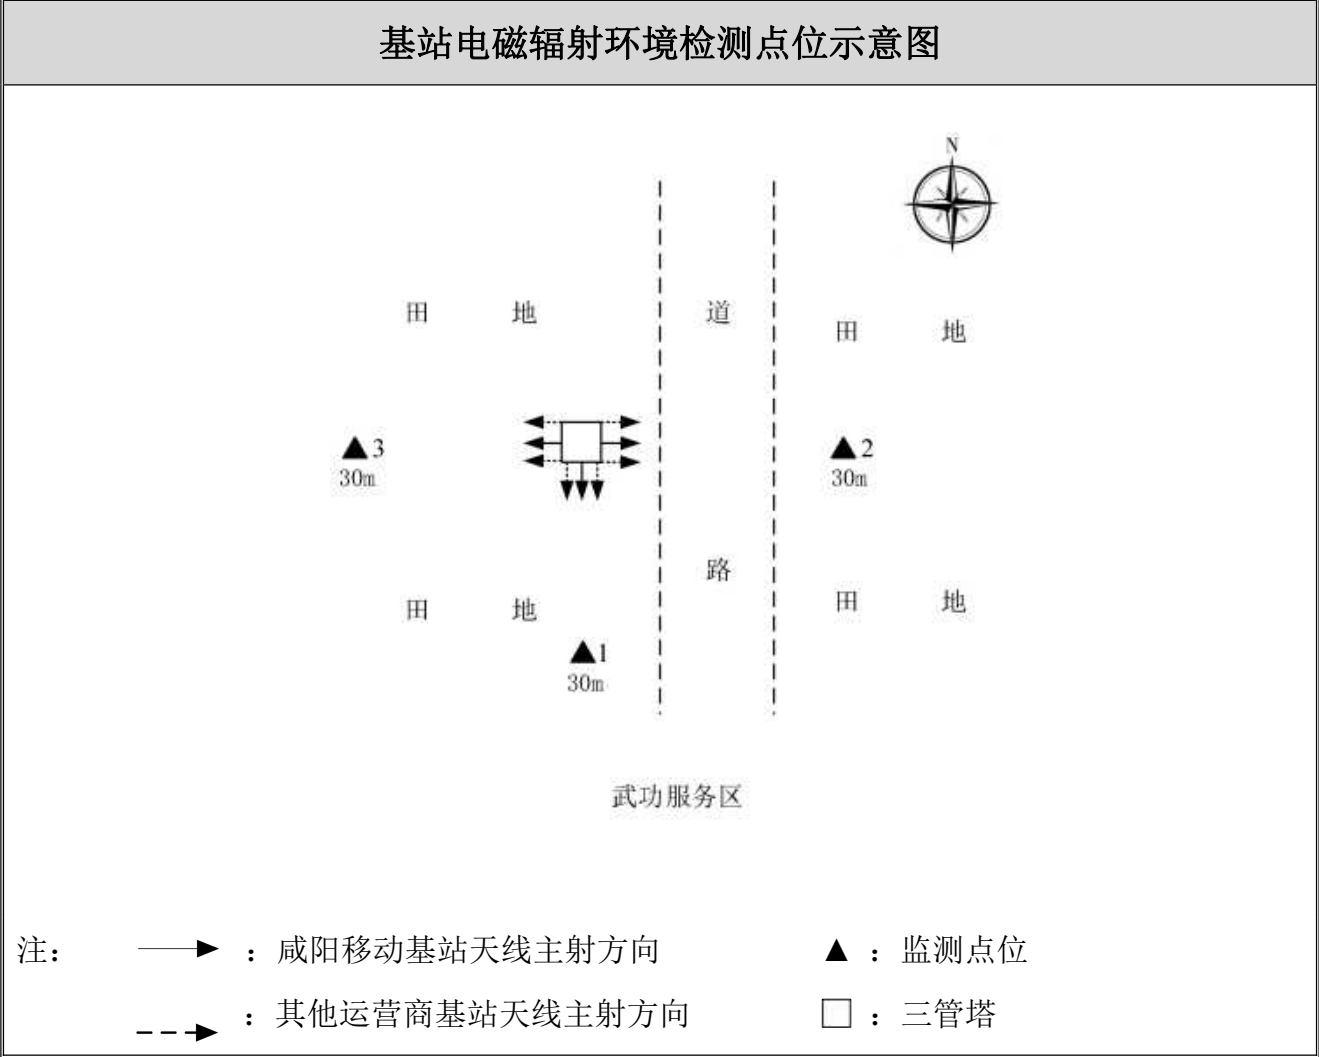 基站电磁辐射环境检测点位示意图
N
田 地
道
田 地
▲3
30m
▲2
30m
路
田 地
田 地
▲1
30m
武功服务区
注： ：咸阳移动基站天线主射方向 ▲：监测点位
：其他运营商基站天线主射方向 □：三管塔